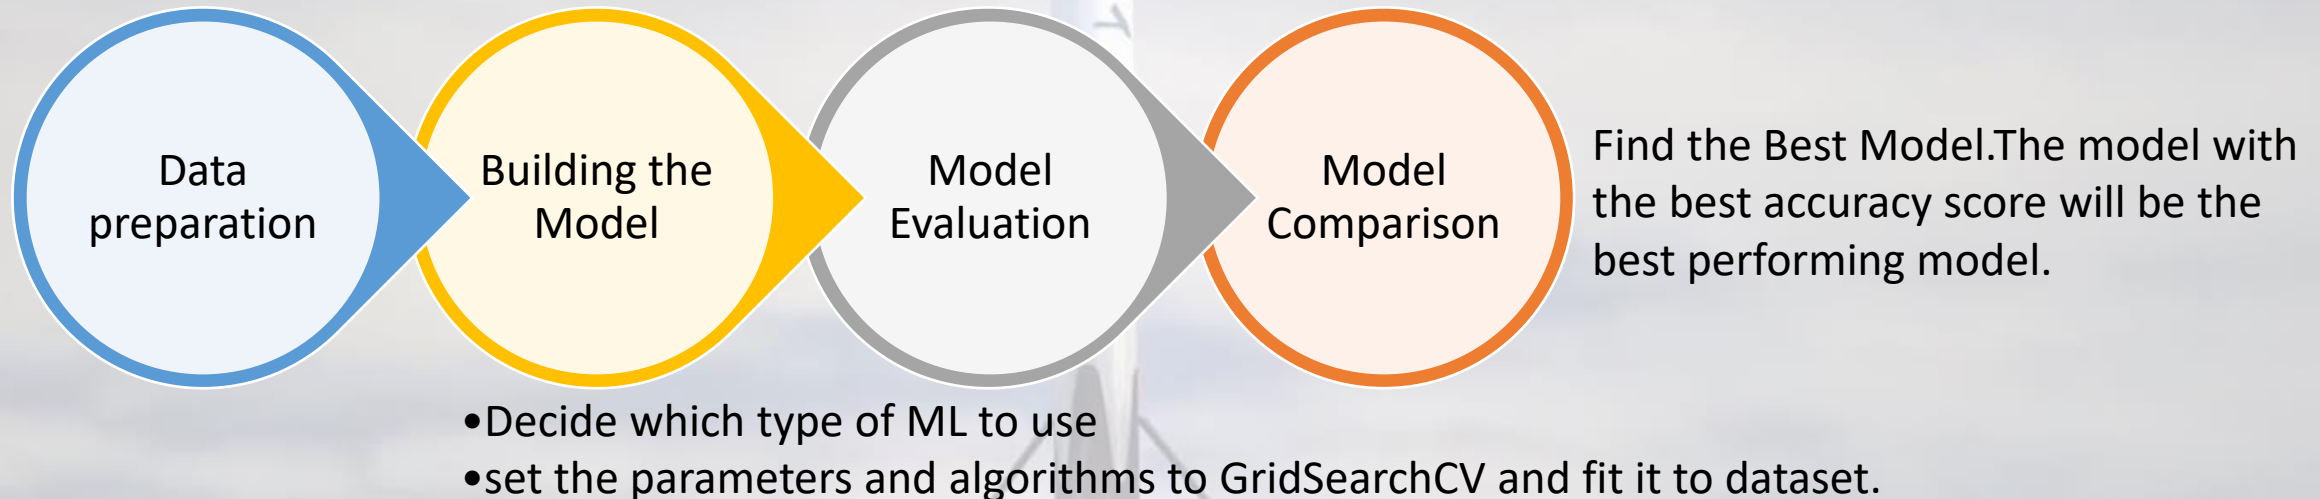 Data
preparation
Building the
Model
Model
Evaluation
Model
Comparison
Find the Best Model.The model with
the best accuracy score will be the
best performing model.
•Decide which type of ML to use
•set the parameters and algorithms to GridSearchCV and fit it to dataset.